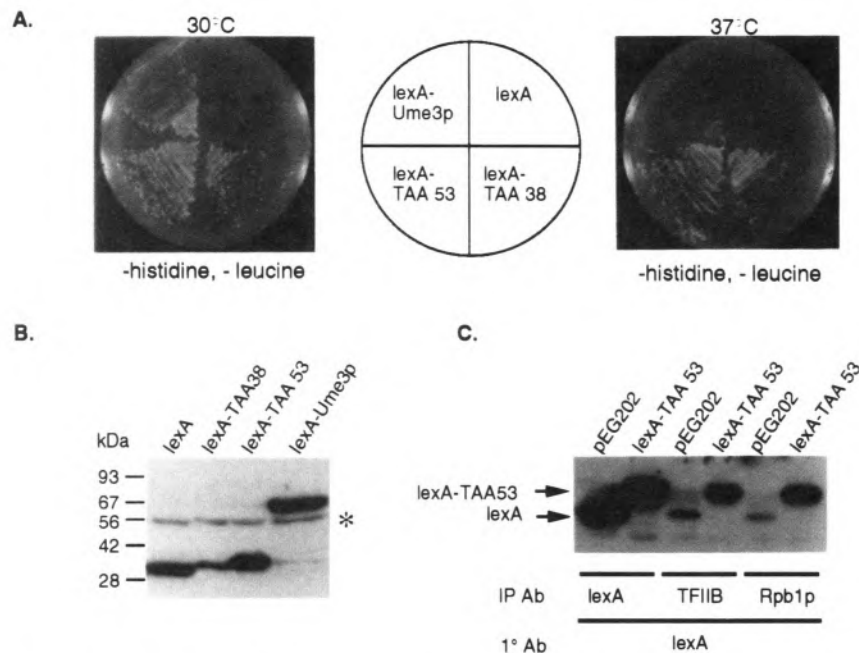 A.
30°C
37°C
lexA-
Ume3p
lexA
lexA-
TAA 53
lexA-
TAA 38
-histidine, - leucine
-histidine, - leucine
B.
lexA
lexA-TAA38
lexA-TAA 53
lexA-Ume3p
kDa
93
67
56
42
28
*
C.
pEG202
lexA-TAA 53
pEG202
lexA-TAA 53
pEG202
lexA-TAA 53
lexA-TAA53
lexA
IP Ab
lexA
TFIIB
Rpb1p
1° Ab
lexA